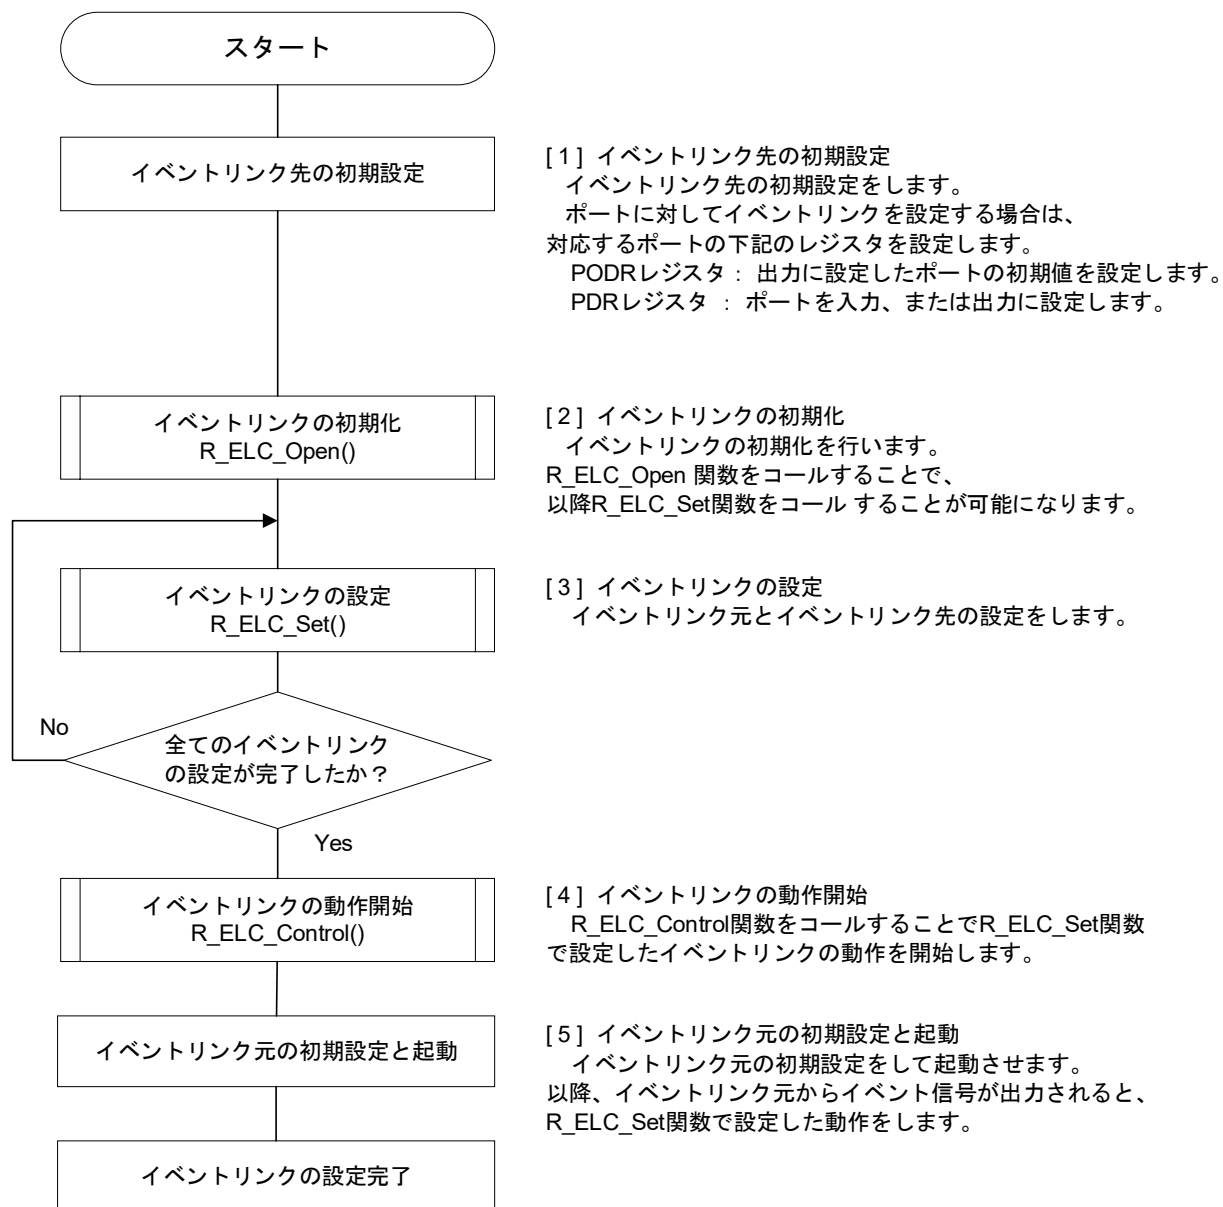 スタート
イベントリンク先の初期設定
[1] イベントリンク先の初期設定
イベントリンク先の初期設定をします。
ポートに対してイベントリンクを設定する場合は、
対応するポートの下記のレジスタを設定します。
PODRレジスタ： 出力に設定したポートの初期値を設定します。
PDRレジスタ ： ポートを入力、または出力に設定します。
イベントリンクの初期化
R_ELC_Open()
[2] イベントリンクの初期化
イベントリンクの初期化を行います。
R_ELC_Open 関数をコールすることで、
以降R_ELC_Set関数をコール することが可能になります。
イベントリンクの設定
R_ELC_Set()
[3] イベントリンクの設定
イベントリンク元とイベントリンク先の設定をします。
No
全てのイベントリンク
の設定が完了したか？
Yes
イベントリンクの動作開始
R_ELC_Control()
[4] イベントリンクの動作開始
R_ELC_Control関数をコールすることでR_ELC_Set関数
で設定したイベントリンクの動作を開始します。
イベントリンク元の初期設定と起動
[5] イベントリンク元の初期設定と起動
イベントリンク元の初期設定をして起動させます。
以降、イベントリンク元からイベント信号が出力されると、
R_ELC_Set関数で設定した動作をします。
イベントリンクの設定完了